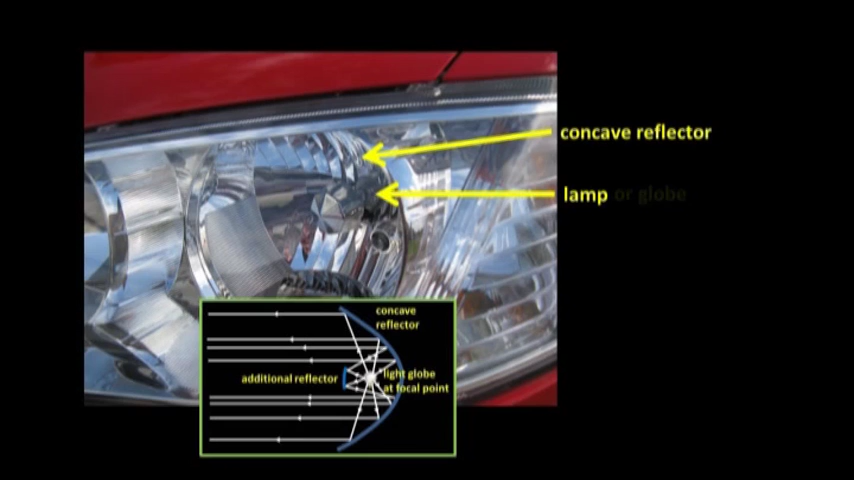 concave reflector
lamp or globe
concave
reflector
additional reflector
light globe
at focal point